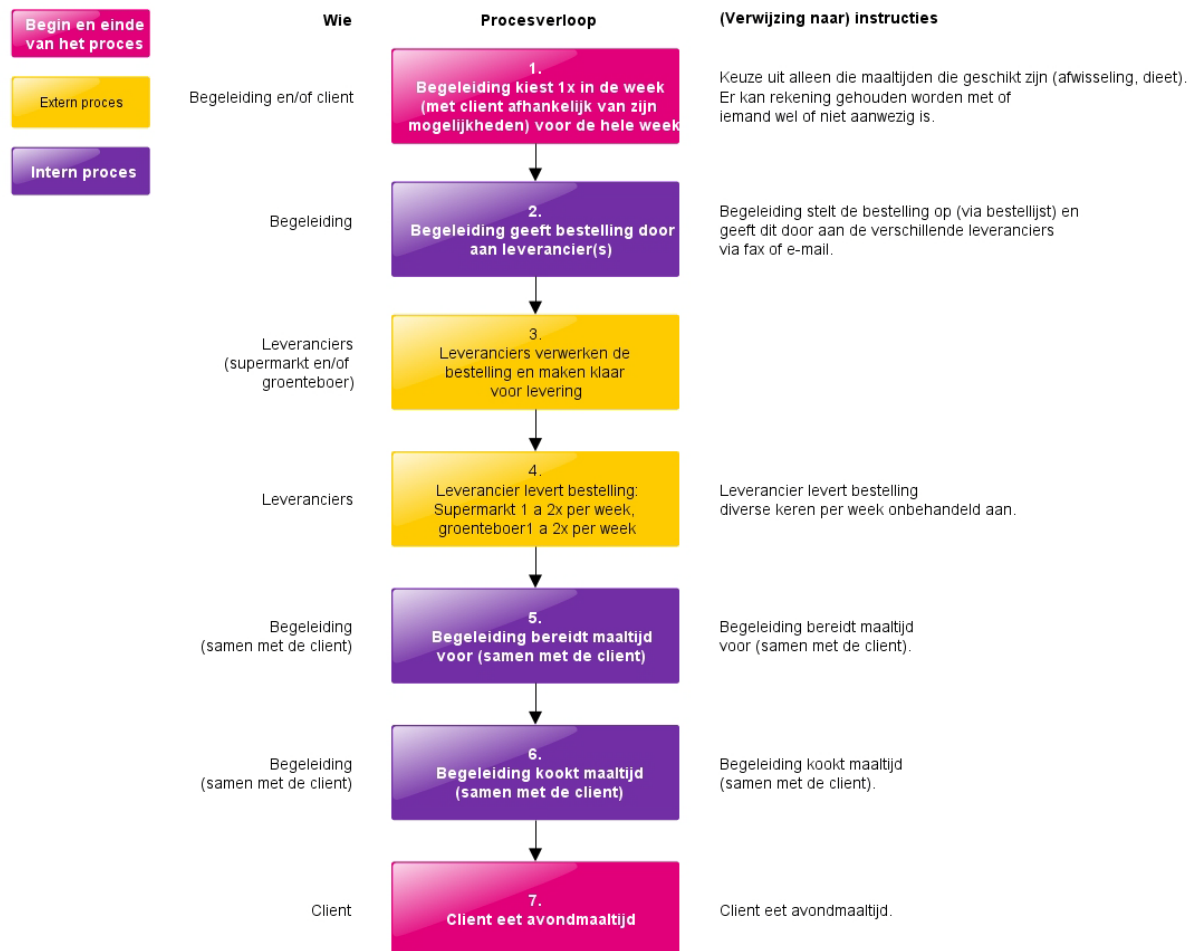 Begin en einde
van het proces
Extern proces
Intern proces
Wie
Procesverloop
(Verwijzing naar) instructies
Begeleiding en/of client
1.
Begeleiding kiest 1x in de week
(met client afhankelijk van zijn
mogelijkheden) voor de hele week
Keuze uit alleen die maaltijden die geschikt zijn (afwisseling, dieet).
Er kan rekening gehouden worden met of
iemand wel of niet aanwezig is.
Begeleiding
2.
Begeleiding geeft bestelling door
aan leverancier(s)
Begeleiding stelt de bestelling op (via bestellijst) en
geeft dit door aan de verschillende leveranciers
via fax of e-mail.
Leveranciers
(supermarkt en/of
groenteboer)
3.
Leveranciers verwerken de
bestelling en maken klaar
voor levering
Leveranciers
4.
Leverancier levert bestelling:
Supermarkt 1 a 2x per week,
groenteboer1 a 2x per week
Leverancier levert bestelling
diverse keren per week onbehandeld aan.
Begeleiding
(samen met de client)
5.
Begeleiding bereidt maaltijd
voor (samen met de client)
Begeleiding bereidt maaltijd
voor (samen met de client).
Begeleiding
(samen met de client)
6.
Begeleiding kookt maaltijd
(samen met de client)
Begeleiding kookt maaltijd
(samen met de client).
Client
7.
Client eet avondmaaltijd
Client eet avondmaaltijd.